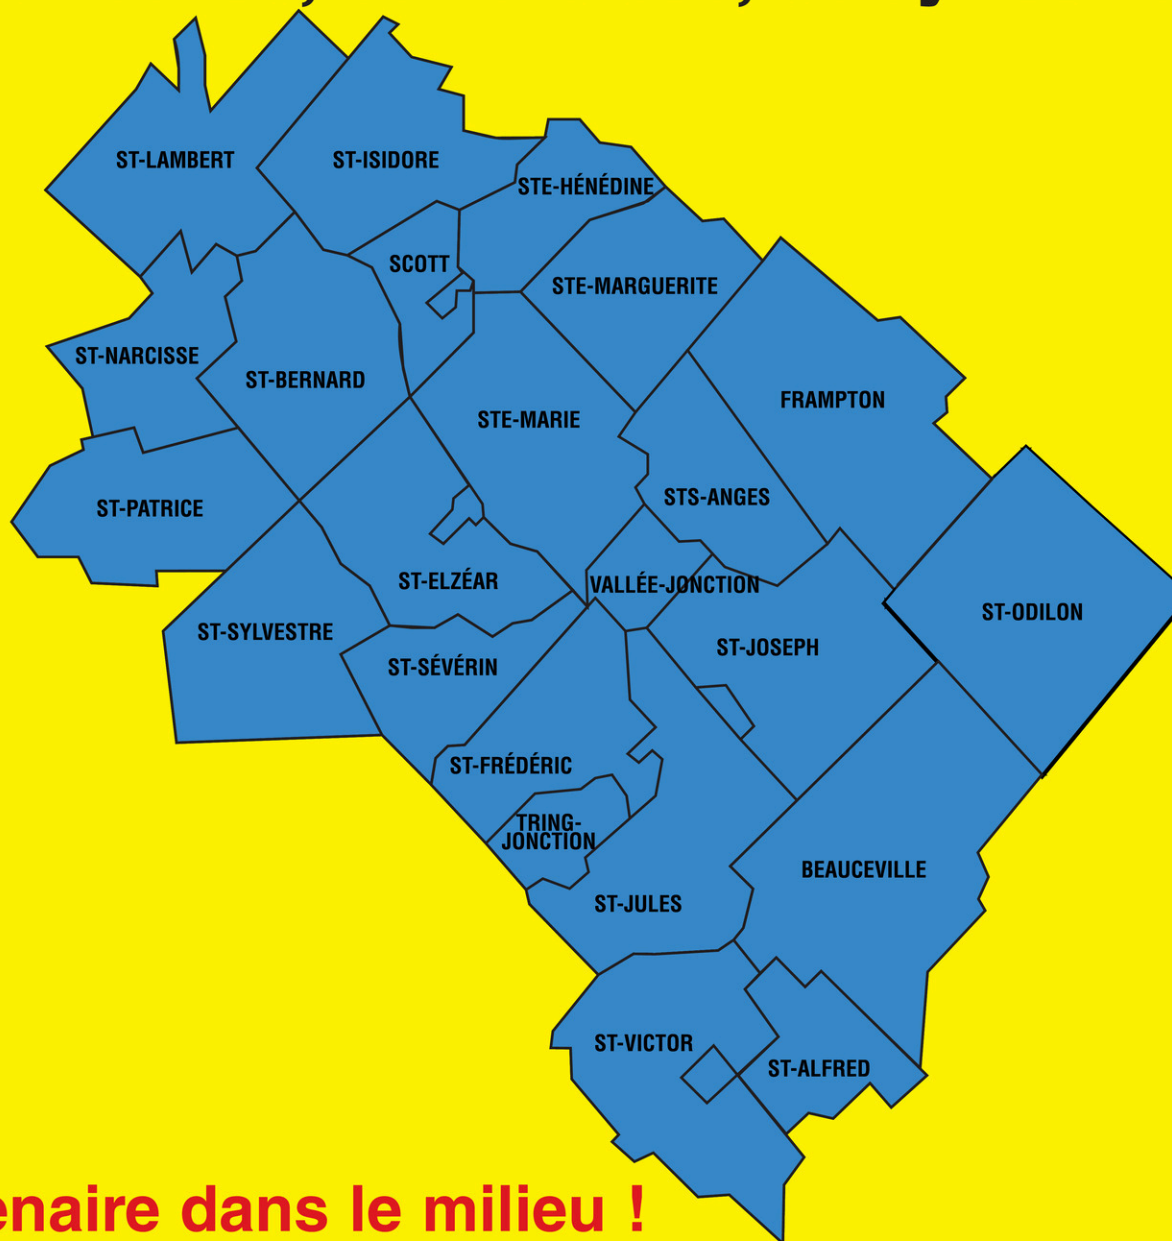 ST-LAMBERT
ST-ISIDORE
STE-HÉNÉDINE
SCOTT
STE-MARGUERITE
ST-NARCISSE
ST-BERNARD
FRAMPTON
STE-MARIE
STS-ANGES
ST-PATRICE
ST-ELZÉAR
VALLÉE-JONCTION
ST-ODILON
ST-SYLVESTRE
ST-JOSEPH
ST-SÉVÉRIN
ST-FRÉDÉRIC
TRING-
JONCTION
BEAUCEVILLE
ST-JULES
ST-VICTOR
ST-ALFRED
enaire dans le milieu !